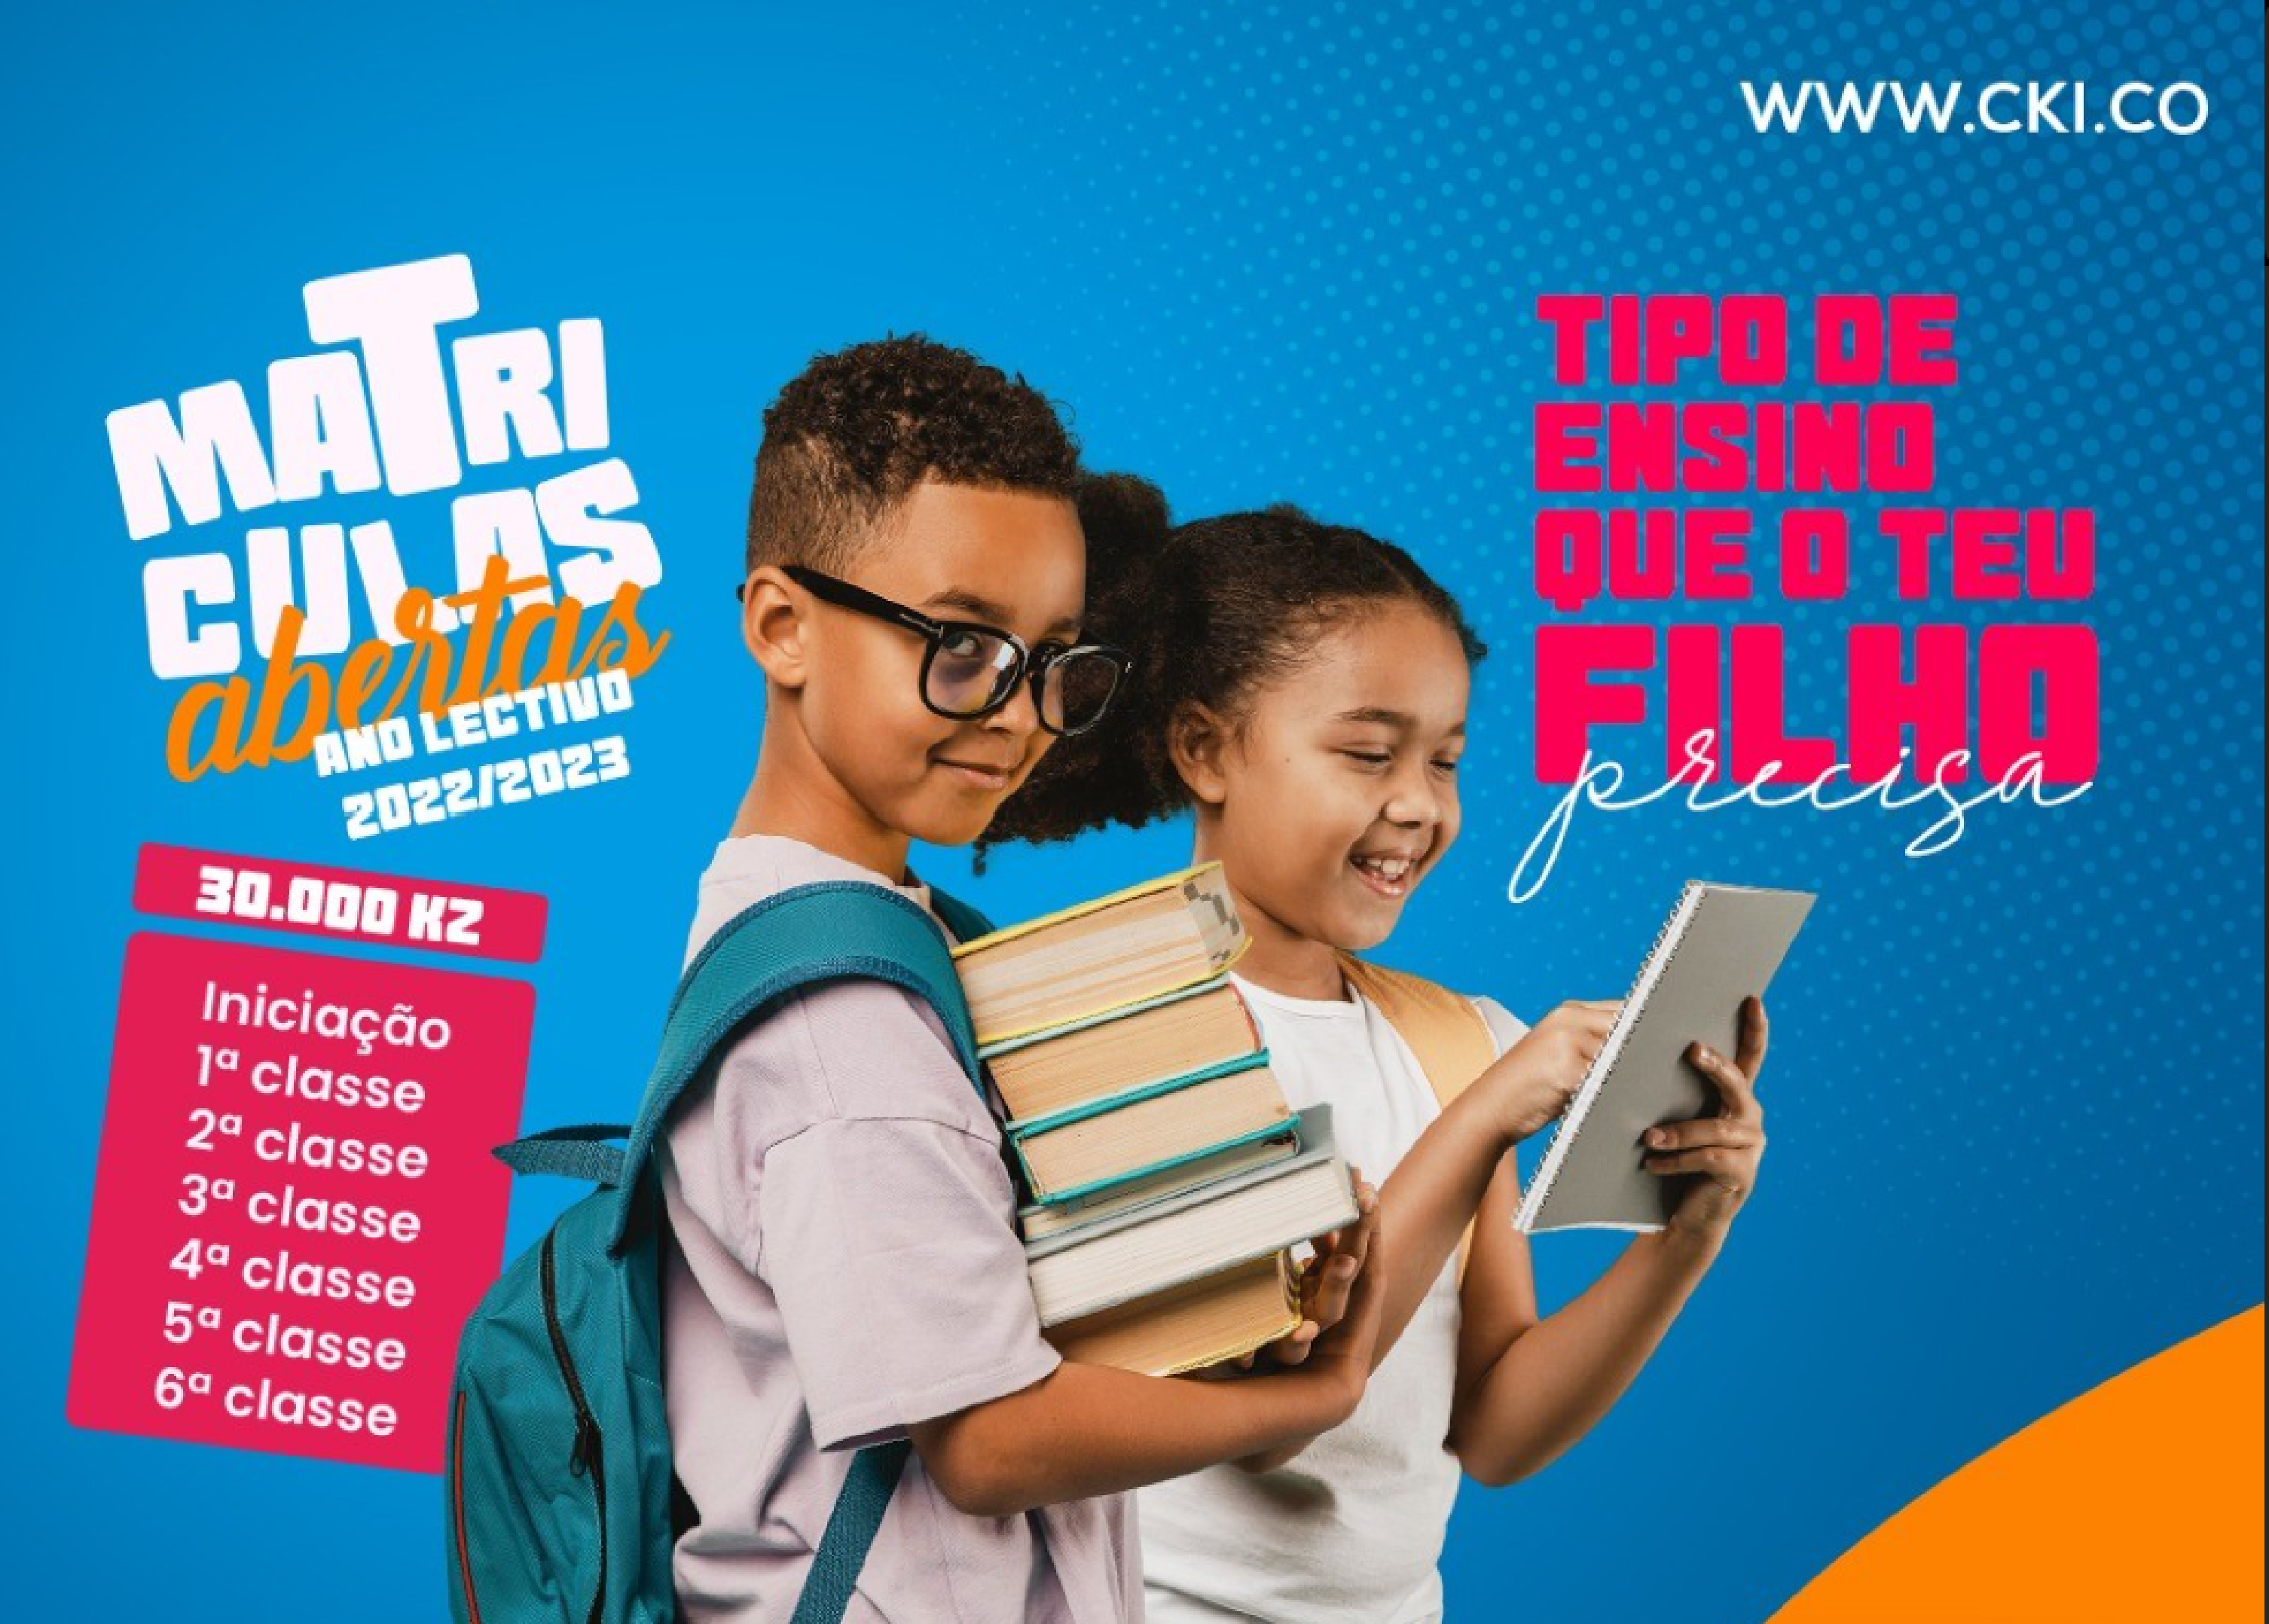 WWW.CKI.CO
MATRI
CULAS
abertas
ANO LECTIVO
2022/2023
30.000 KZ
Iniciação
1ª classe
2ª classe
3ª classe
4ª classe
5ª classe
6ª classe
TIPO DE
ENSINO
QUE O TEU
FILHO
precisa